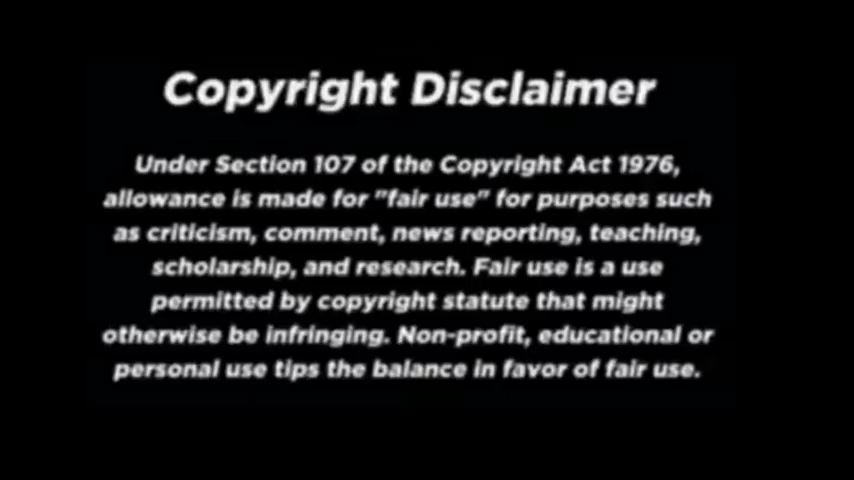 Copyright Disclaimer
Under Section 107 of the Copyright Act 1976,
allowance is made for "fair use" for purposes such
as criticism, comment, news reporting, teaching,
scholarship, and research. Fair use is a use
permitted by copyright statute that might
otherwise be infringing. Non-profit, educational or
personal use tips the balance in favor of fair use.